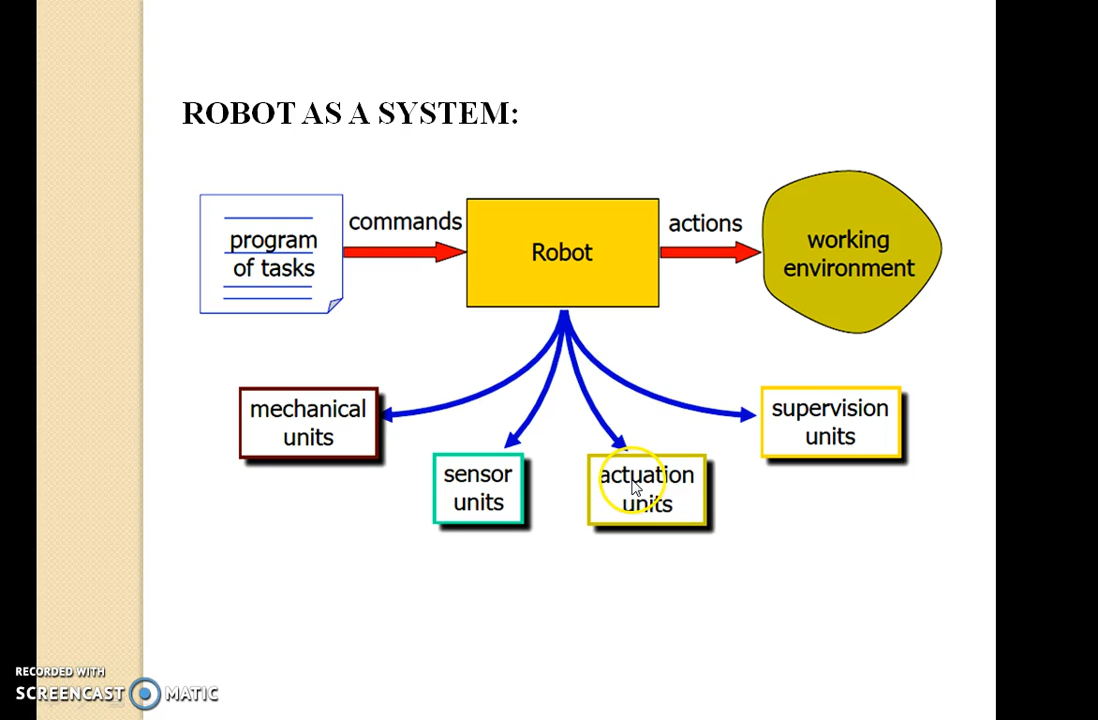 ROBOT AS A SYSTEM:
program
of tasks
commands
Robot
actions
working
environment
mechanical
units
sensor
units
actuation
units
supervision
units
RECORDED WITH
SCREENCAST MATIC